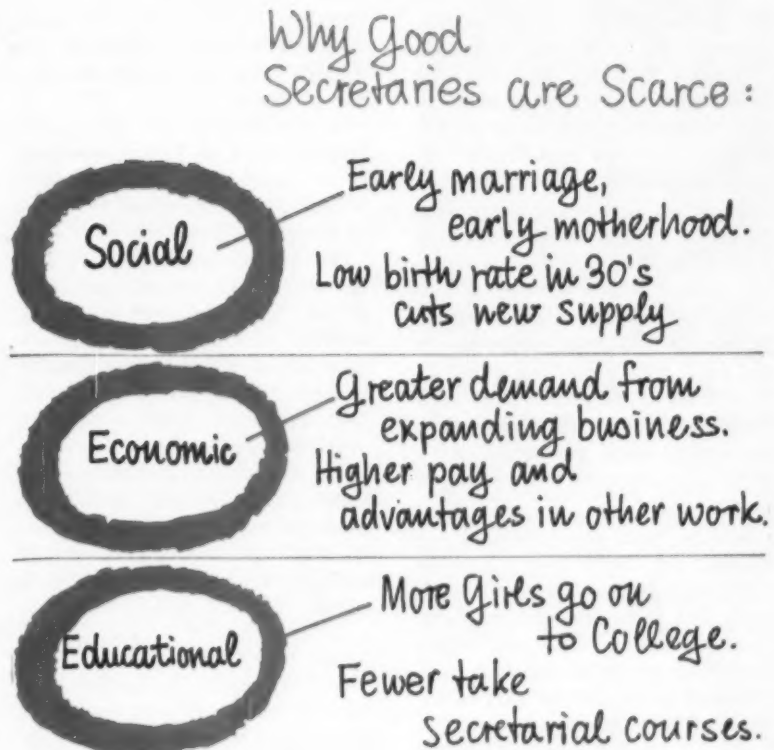 Why Good
Secretaries are Scarce:
Social
Early marriage,
early motherhood.
Low birth rate in 30's
cuts new supply
Economic
Greater demand from
expanding business.
Higher pay and
advantages in other work.
Educational
More Girls go on
to College.
Fewer take
secretarial courses.